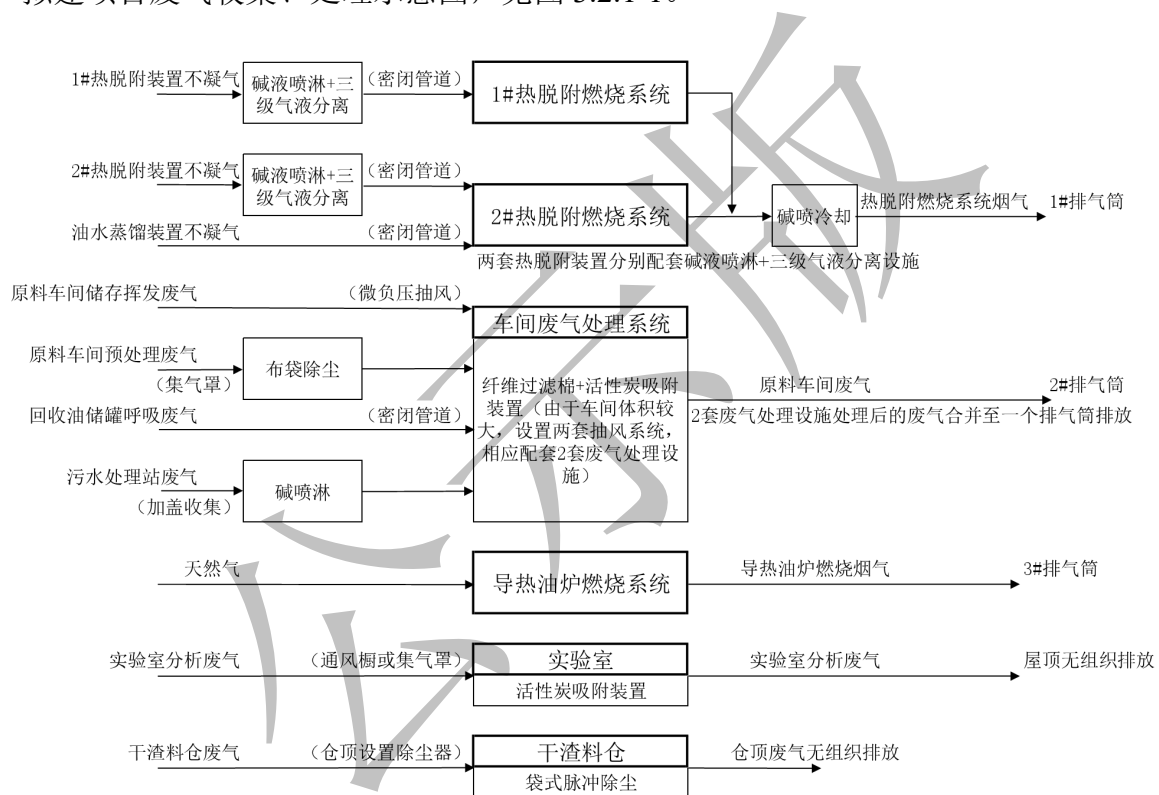 1#热脱附装置不凝气
碱液喷淋+三
级气液分离
（密闭管道）
1#热脱附燃烧系统
2#热脱附装置不凝气
碱液喷淋+三
级气液分离
（密闭管道）
2#热脱附燃烧系统
碱喷冷却
热脱附燃烧系统烟气
1#排气筒
油水蒸馏装置不凝气
（密闭管道）
两套热脱附装置分别配套碱液喷淋+三级气液分离设施
原料车间储存挥发废气
（微负压抽风）
车间废气处理系统
原料车间预处理废气
（集气罩）
布袋除尘
纤维过滤棉+活性炭吸附
装置（由于车间体积较
大，设置两套抽风系统，
相应配套2套废气处理设
施）
原料车间废气
2#排气筒
2套废气处理设施处理后的废气合并至一个排气筒排放
回收油储罐呼吸废气
（密闭管道）
污水处理站废气
（加盖收集）
碱喷淋
天然气
导热油炉燃烧系统
导热油炉燃烧烟气
3#排气筒
实验室分析废气
（通风橱或集气罩）
实验室
活性炭吸附装置
实验室分析废气
屋顶无组织排放
干渣料仓废气
（仓顶设置除尘器）
干渣料仓
袋式脉冲除尘
仓顶废气无组织排放
公示版